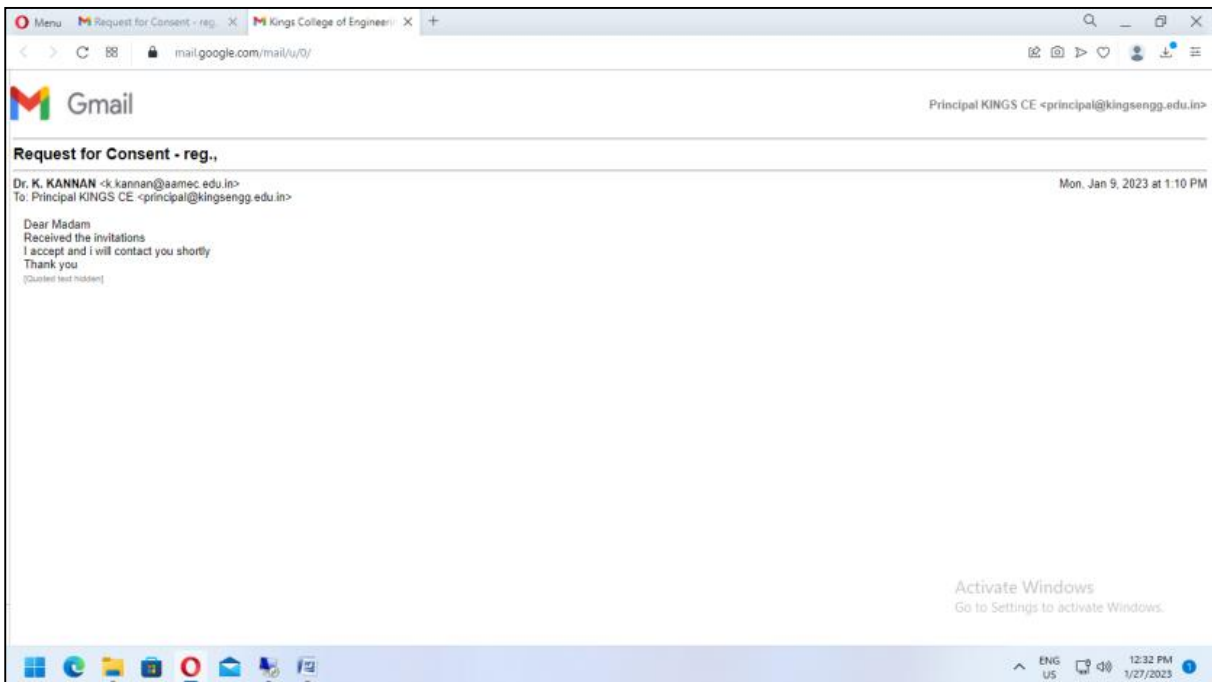 Menu
Request for Consent - reg.
Kings College of Engineeri
mail.google.com/mail/u/0/
Gmail
Principal KINGS CE <principal@kingsengg.edu.in>
Request for Consent - reg.,
Dr. K. KANNAN <k.kannan@aamec.edu.in>
Mon, Jan 9, 2023 at 1:10 PM
To: Principal KINGS CE <principal@kingsengg.edu.in>
Dear Madam
Received the invitations
I accept and i will contact you shortly
Thank you
[Quoted text hidden]
Activate Windows
Go to Settings to activate Windows.
ENG
US
12:32 PM
1/27/2023
1